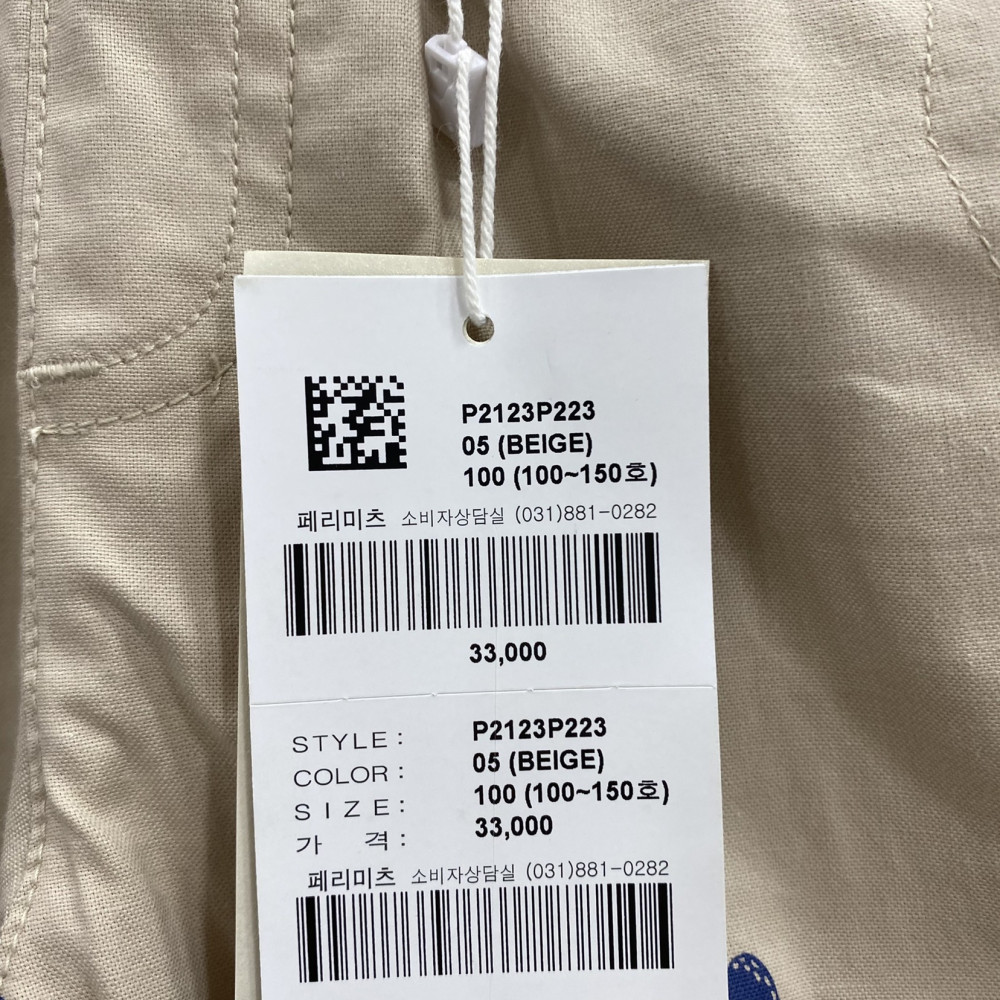 P2123P223
05 (BEIGE)
100 (100~150호)
페리미츠 소비자상담실 (031)881-0282
33,000
STYLE: P2123P223
COLOR: 05 (BEIGE)
SIZE: 100 (100~150호)
가 격: 33,000
페리미츠 소비자상담실 (031)881-0282